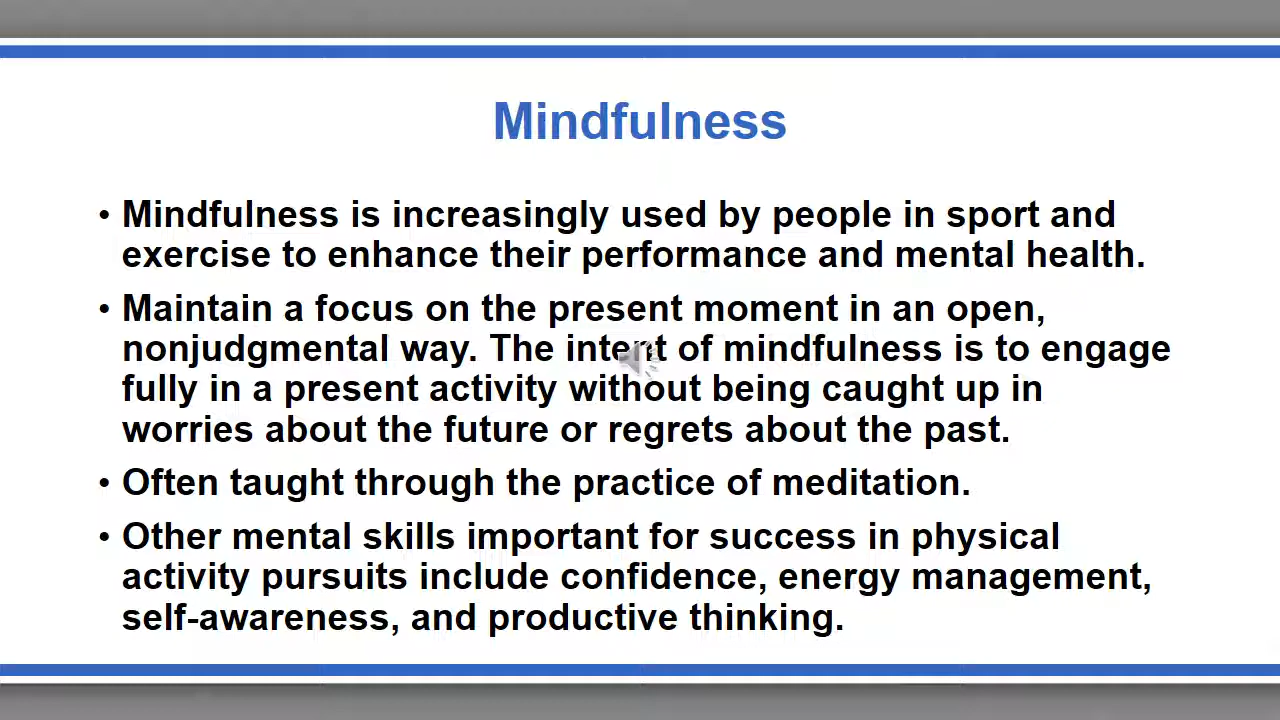 Mindfulness
• Mindfulness is increasingly used by people in sport and
exercise to enhance their performance and mental health.
• Maintain a focus on the present moment in an open,
nonjudgmental way. The intent of mindfulness is to engage
fully in a present activity without being caught up in
worries about the future or regrets about the past.
• Often taught through the practice of meditation.
• Other mental skills important for success in physical
activity pursuits include confidence, energy management,
self-awareness, and productive thinking.